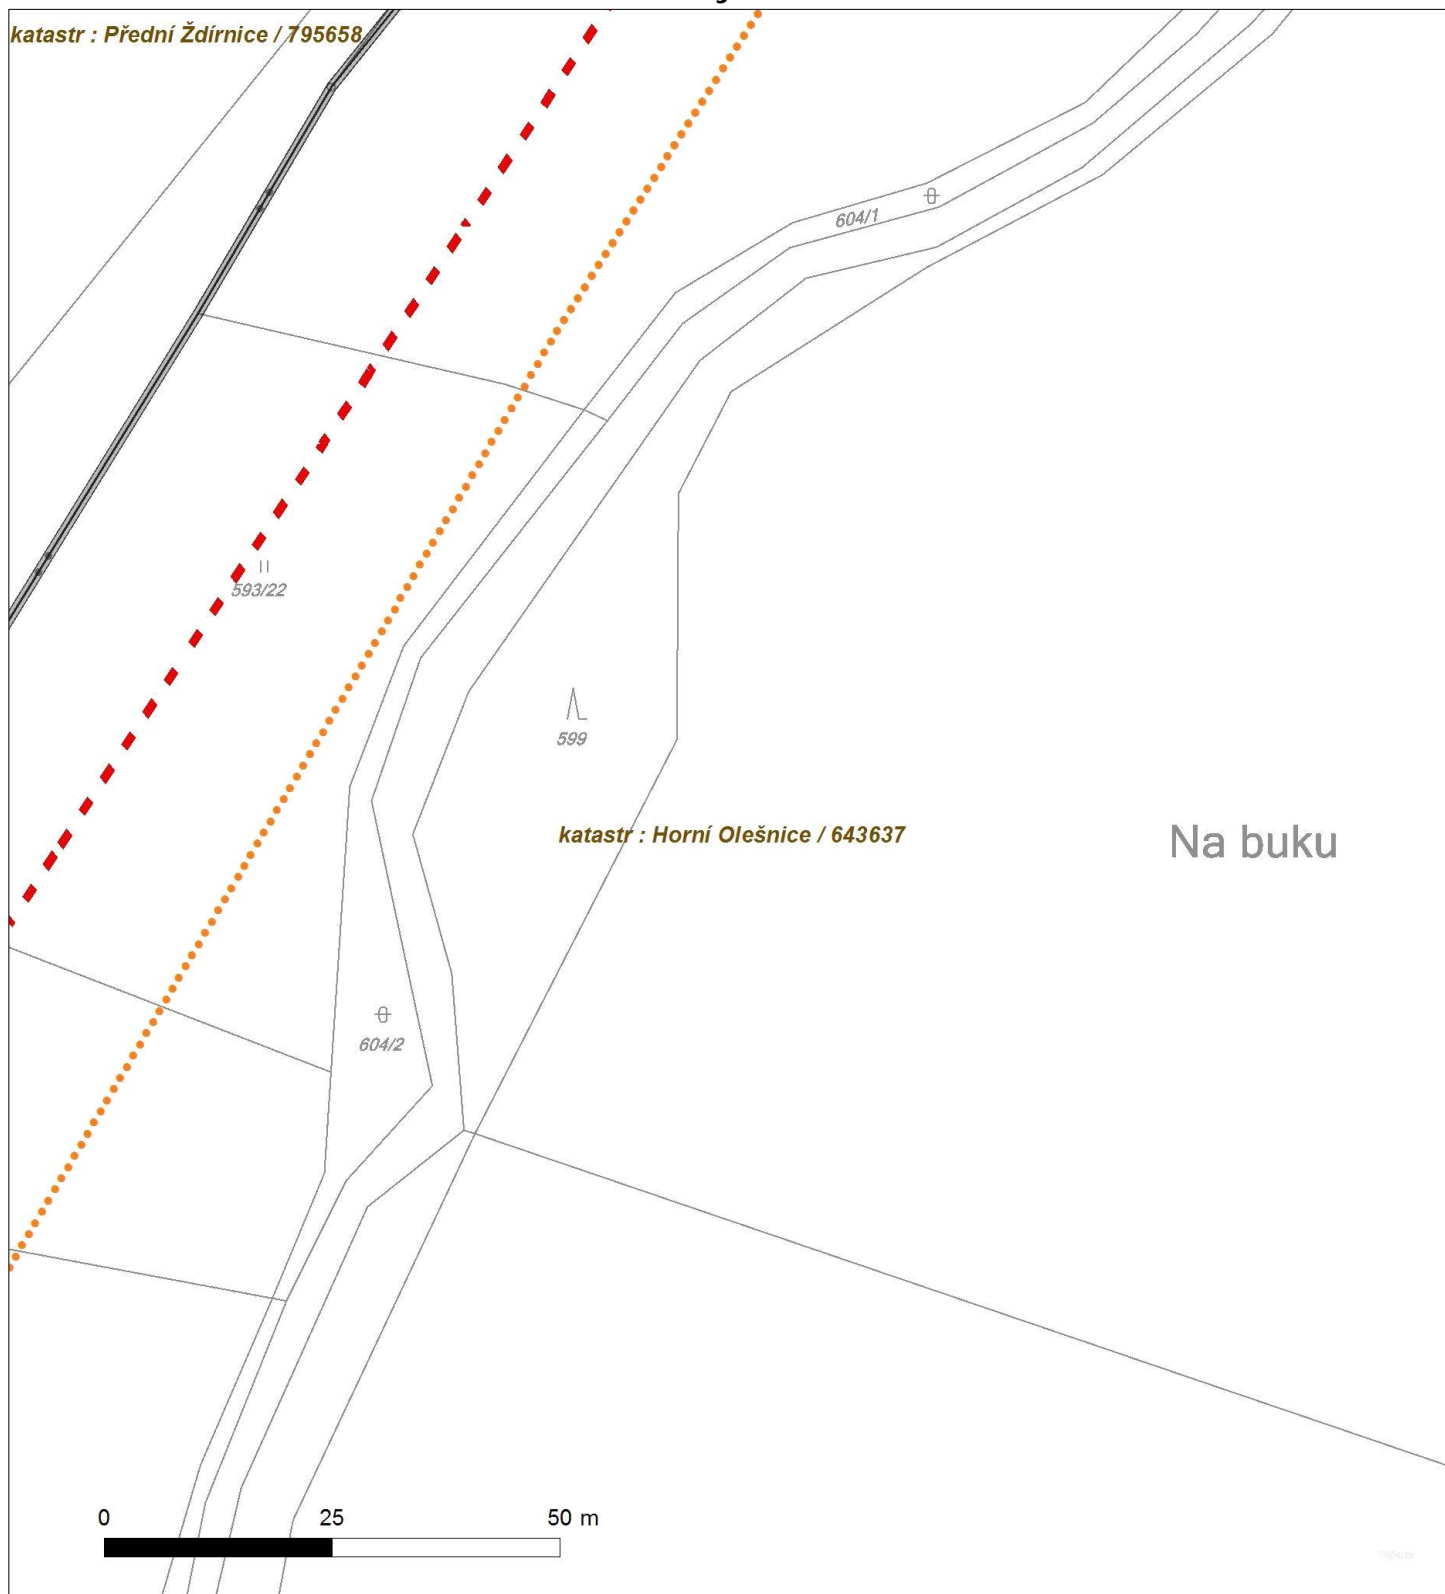 katastr : Přední Ždírnice / 795658
604/1
593/22
599
katastr : Horní Olešnice / 643637
Na buku
604/2
0 25 50 m